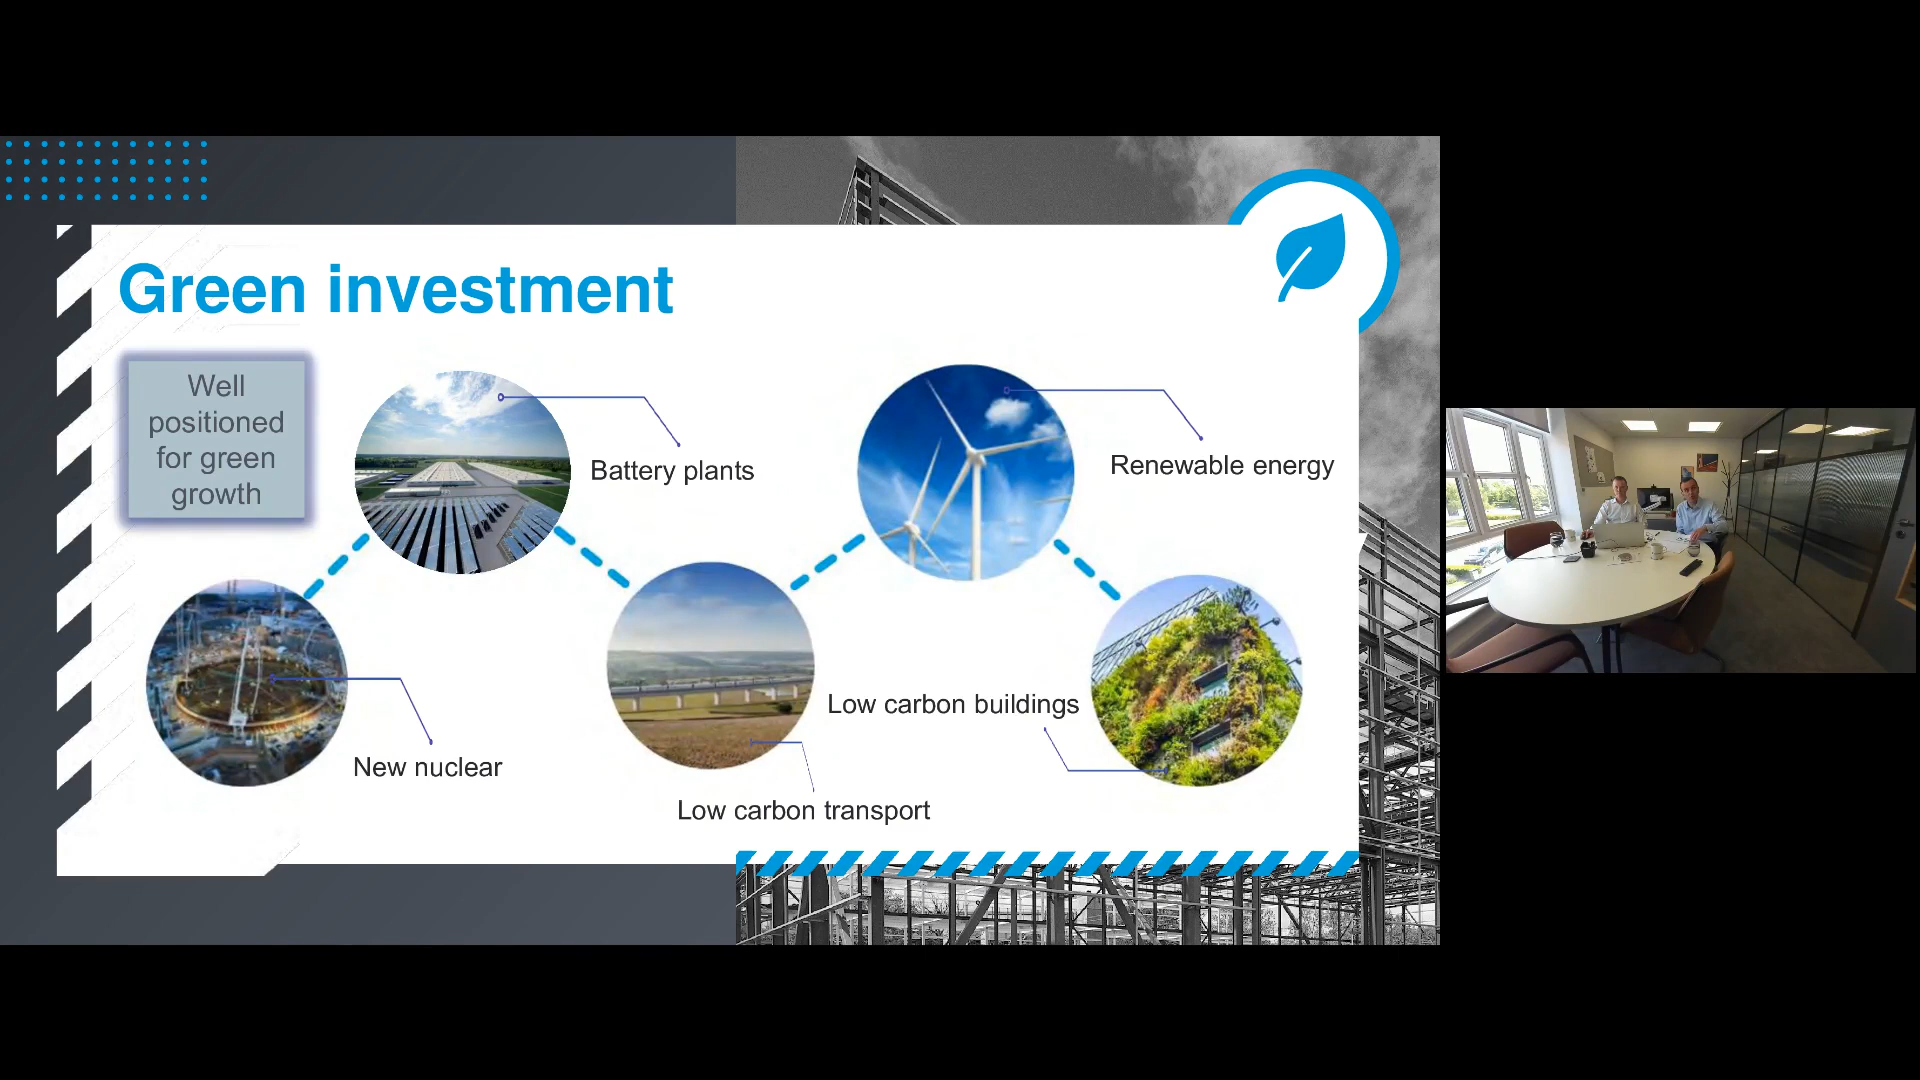 Green investment
Well
positioned
for green
growth
Battery plants
Renewable energy
New nuclear
Low carbon buildings
Low carbon transport